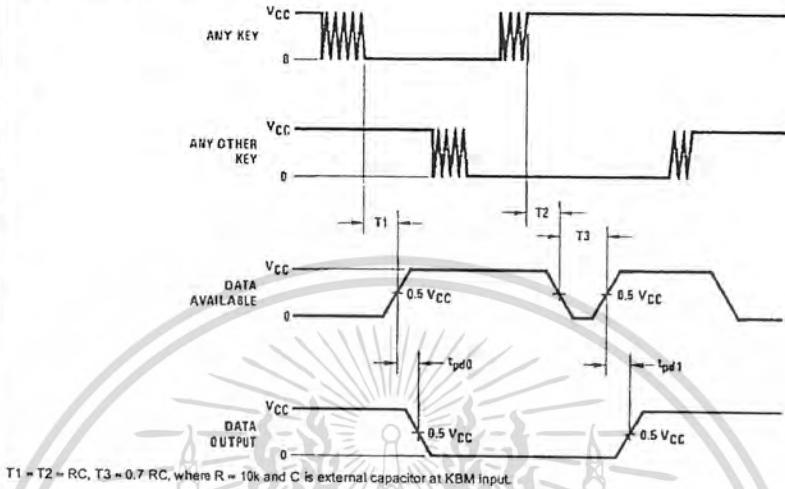 VCC
ANY KEY
0
VCC
ANY OTHER
KEY
0
T1
T2
T3
VCC
DATA
AVAILABLE
0.5 VCC
0.5 VCC
0
tpd0
tpd1
VCC
DATA
OUTPUT
0.5 VCC
0.5 VCC
0
T1 = T2 = RC, T3 = 0.7 RC, where R = 10k and C is external capacitor at KBM input.